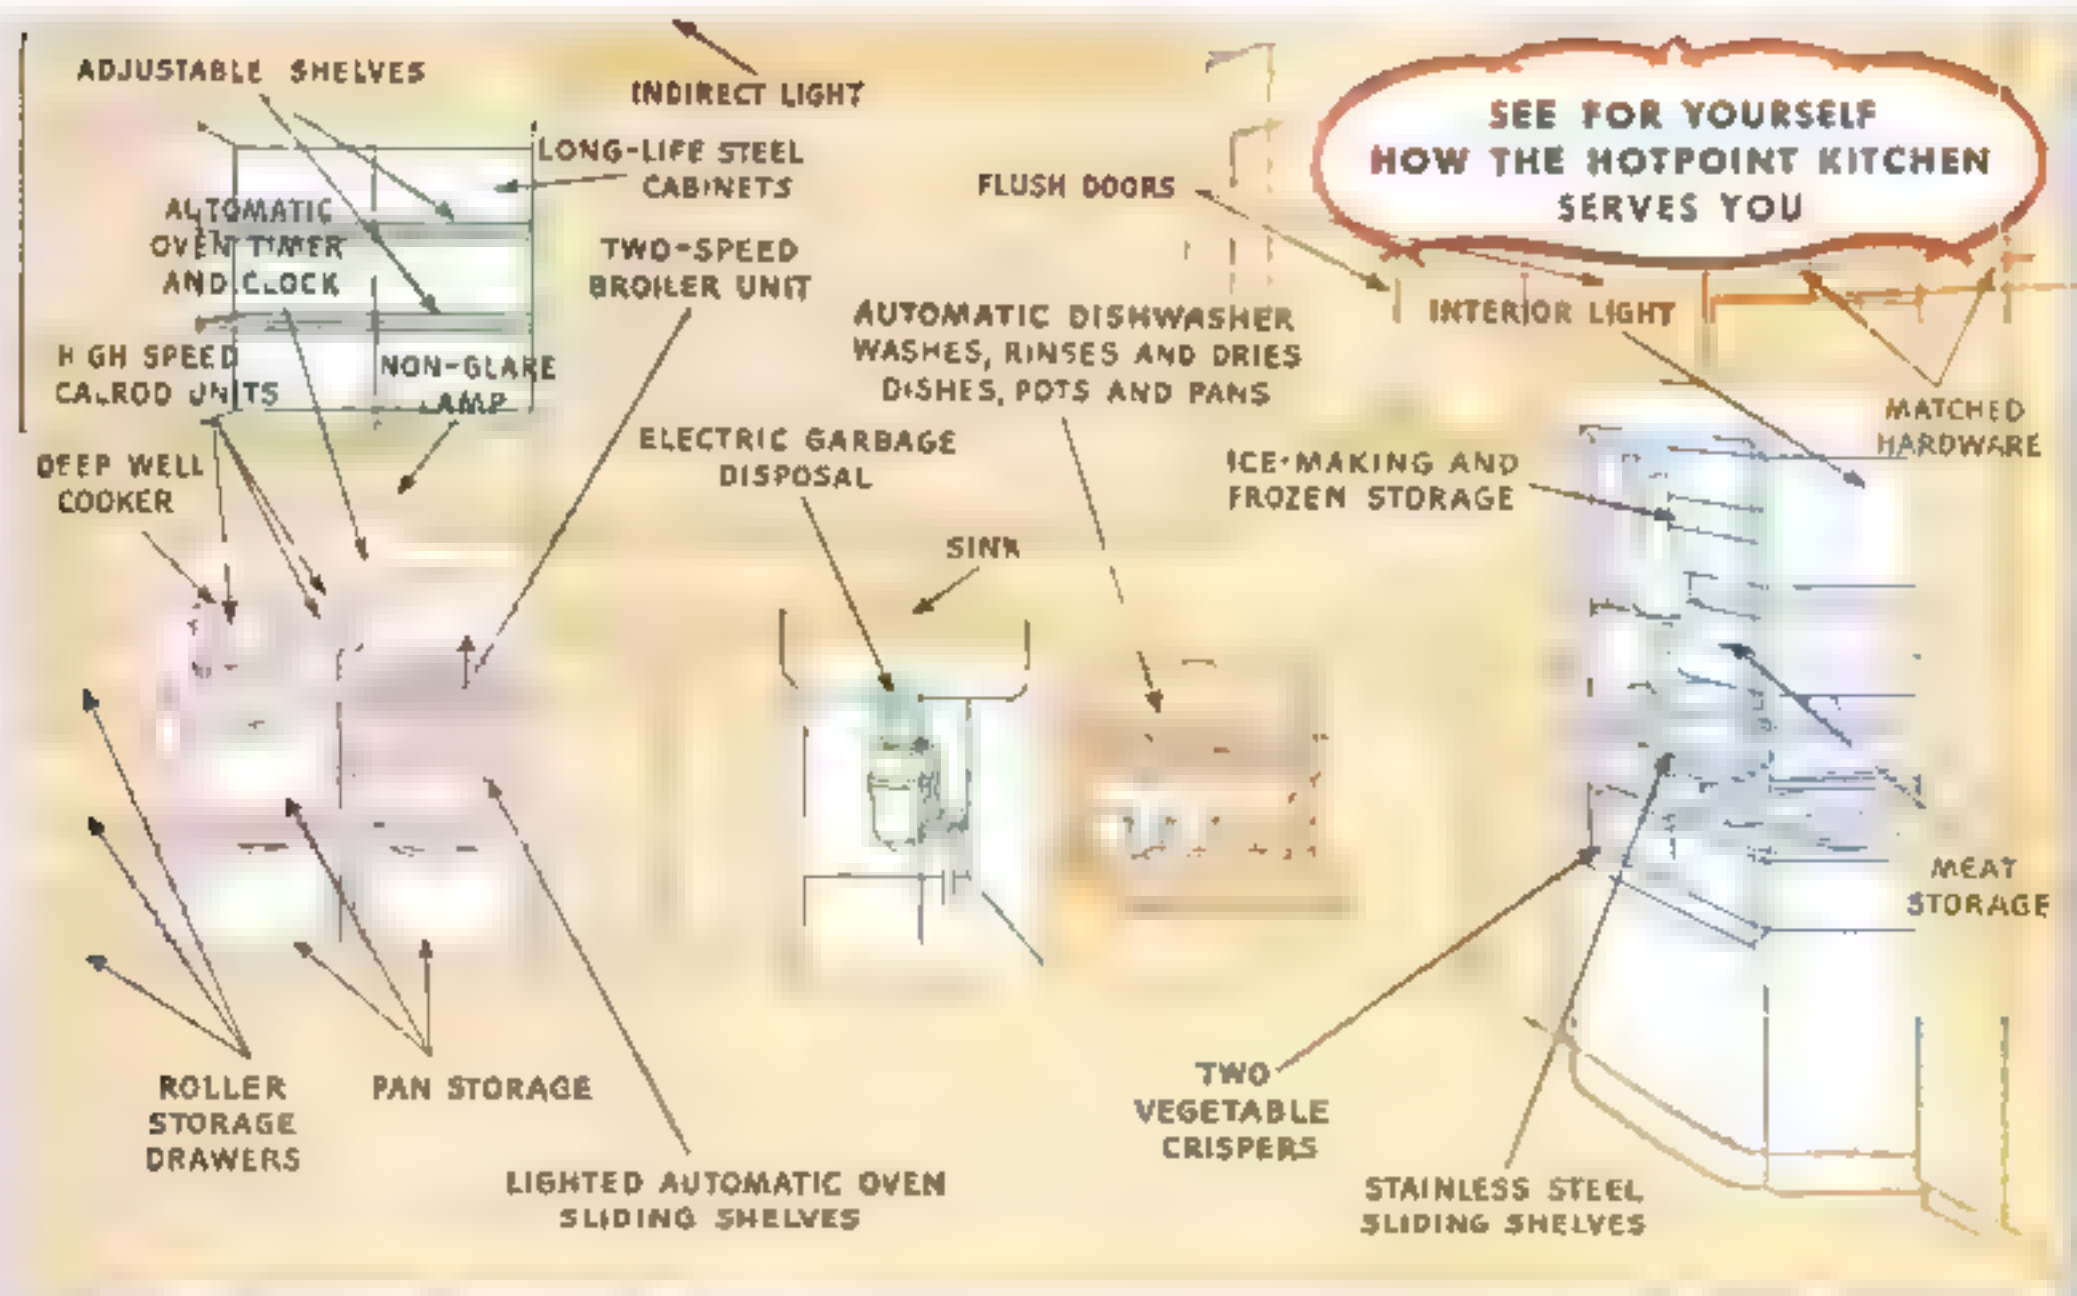 ADJUSTABLE SHELVES
INDIRECT LIGHT
SEE FOR YOURSELF
HOW THE HOTPOINT KITCHEN
SERVES YOU
LONG-LIFE STEEL
CABINETS
FLUSH DOORS
AUTOMATIC
OVEN TIMER
AND CLOCK
TWO-SPEED
BROILER UNIT
AUTOMATIC DISHWASHER
WASHES, RINSES AND DRIES
DISHES, POTS AND PANS
INTERIOR LIGHT
HIGH SPEED
CALROD UNITS
NON-GLARE
LAMP
MATCHED
HARDWARE
ELECTRIC GARBAGE
DISPOSAL
DEEP WELL
COOKER
ICE-MAKING AND
FROZEN STORAGE
SINK
MEAT
STORAGE
ROLLER
STORAGE
DRAWERS
PAN STORAGE
TWO
VEGETABLE
CRISPERS
LIGHTED AUTOMATIC OVEN
SLIDING SHELVES
STAINLESS STEEL
SLIDING SHELVES